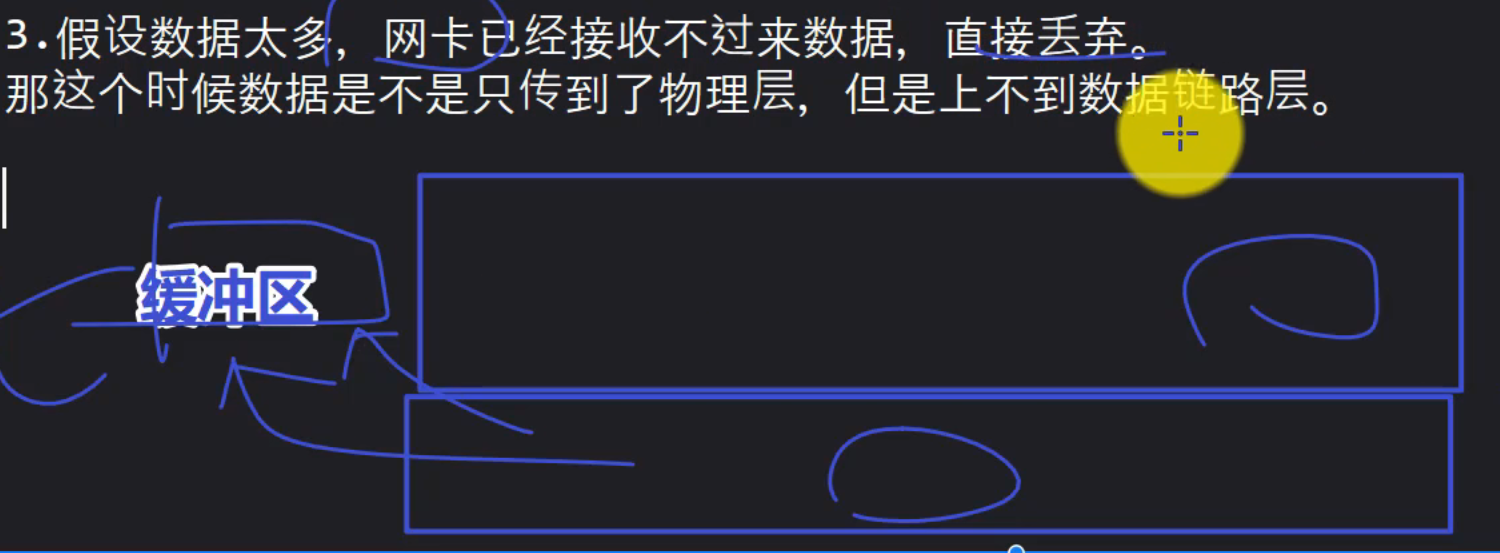 3.假设数据太多，网卡已经接收不过来数据，直接丢弃。
那这个时候数据是不是只传到了物理层，但是上不到数据链路层。
缓冲区